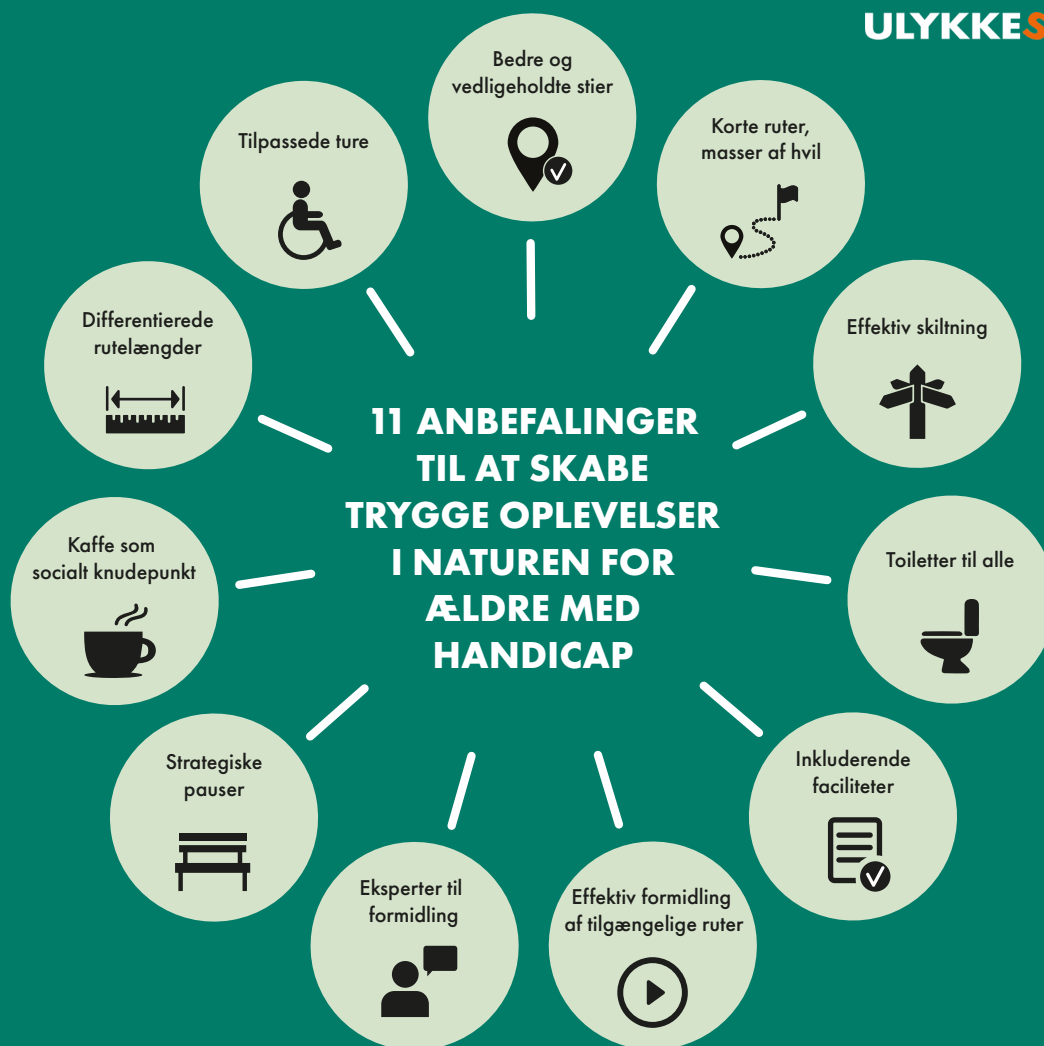 ULYKKES
Bedre og
vedligeholdte stier
Korte ruter,
masser af hvil
Effektiv skiltning
Toiletter til alle
Inkluderende
faciliteter
Effektiv formidling
af tilgængelige ruter
Eksperter til
formidling
Strategiske
pauser
Kaffe som
socialt knudepunkt
Differentierede
rutelængder
Tilpassede ture
11 ANBEFALINGER
TIL AT SKABE
TRYGGE OPLEVELSER
I NATUREN FOR
ÆLDRE MED
HANDICAP